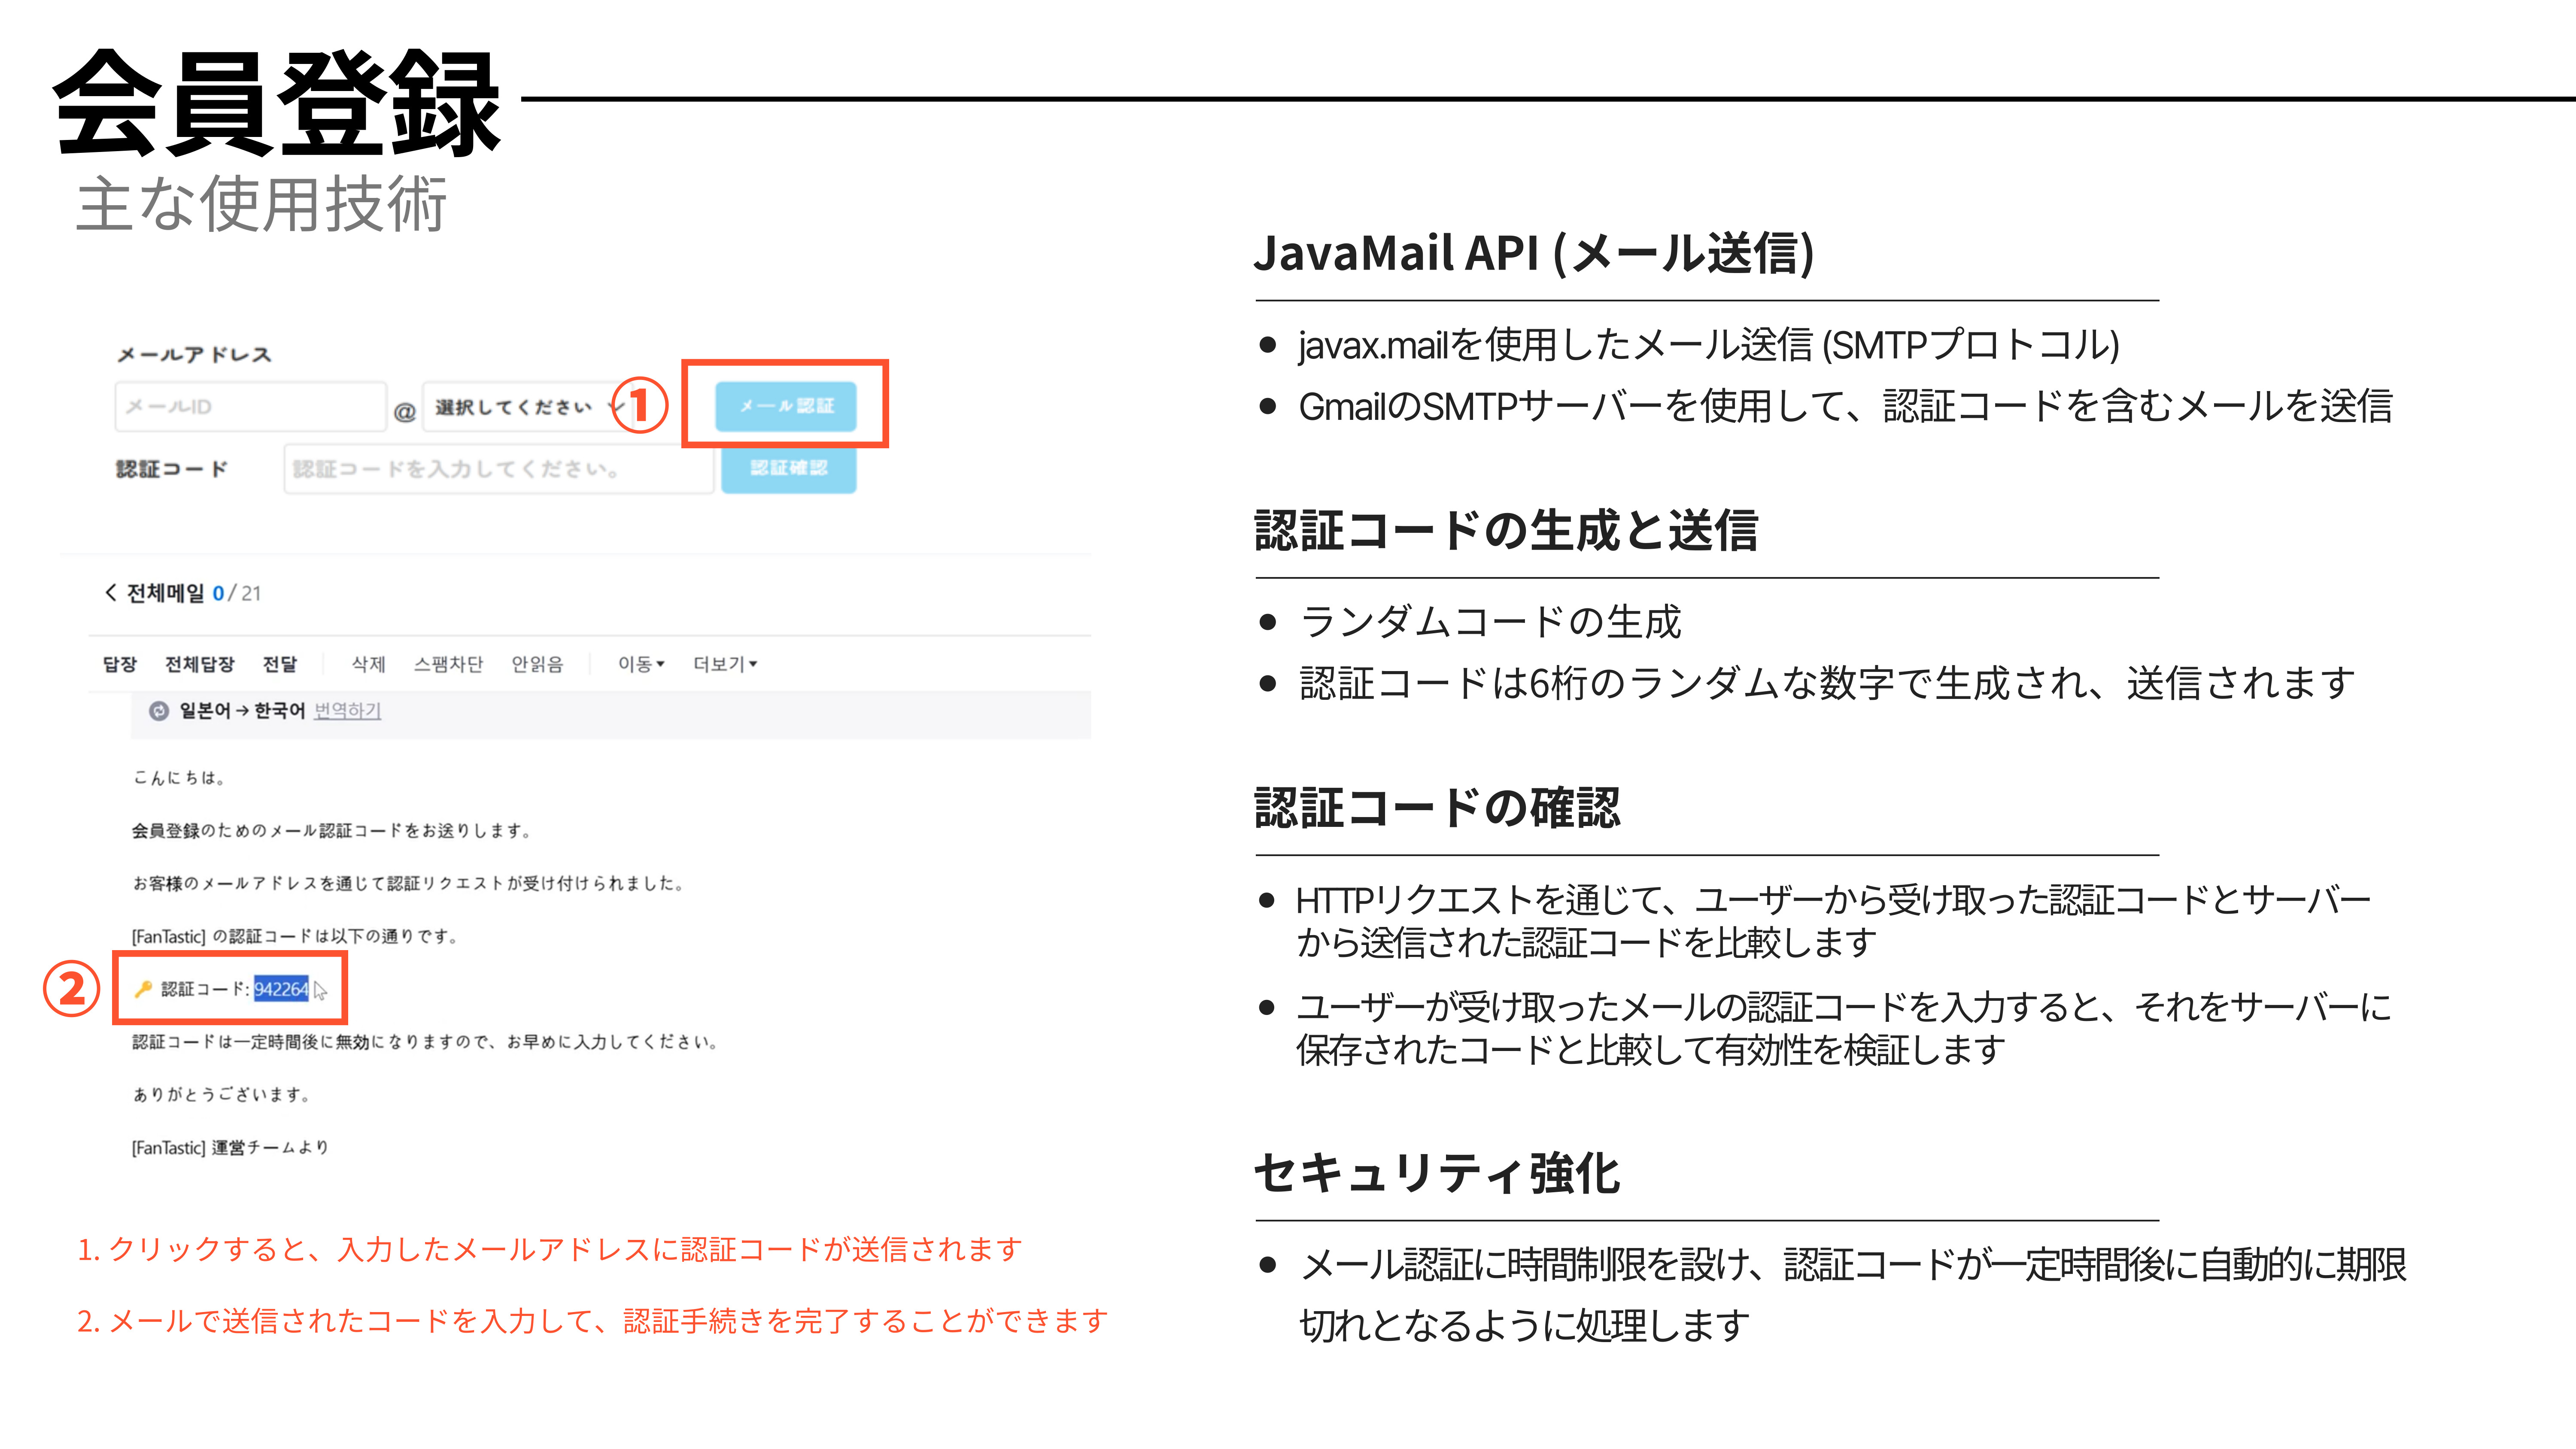 会員登録
主な使用技術
メールアドレス
メールID
@
選択してください
①
メール認証
認証コード
認証コードを入力してください。
認証確認
전체메일 0 / 21
답장 전체답장 전달 삭제 스팸차단 안읽음 이동 더보기
일본어 → 한국어 번역하기
こんにちは。
会員登録のためのメール認証コードをお送りします。
お客様のメールアドレスを通じて認証リクエストが受け付けられました。
[FanTastic] の認証コードは以下の通りです。
②
認証コード: 942264
認証コードは一定時間後に無効になりますので、お早めに入力してください。
ありがとうございます。
[FanTastic] 運営チームより
1. クリックすると、入力したメールアドレスに認証コードが送信されます
2. メールで送信されたコードを入力して、認証手続きを完了することができます
JavaMail API (メール送信)
● javax.mailを使用したメール送信 (SMTPプロトコル)
● GmailのSMTPサーバーを使用して、認証コードを含むメールを送信
認証コードの生成と送信
● ランダムコードの生成
● 認証コードは6桁のランダムな数字で生成され、送信されます
認証コードの確認
● HTTPリクエストを通じて、ユーザーから受け取った認証コードとサーバー
から送信された認証コードを比較します
● ユーザーが受け取ったメールの認証コードを入力すると、それをサーバーに
保存されたコードと比較して有効性を検証します
セキュリティ強化
● メール認証に時間制限を設け、認証コードが一定時間後に自動的に期限
切れとなるように処理します